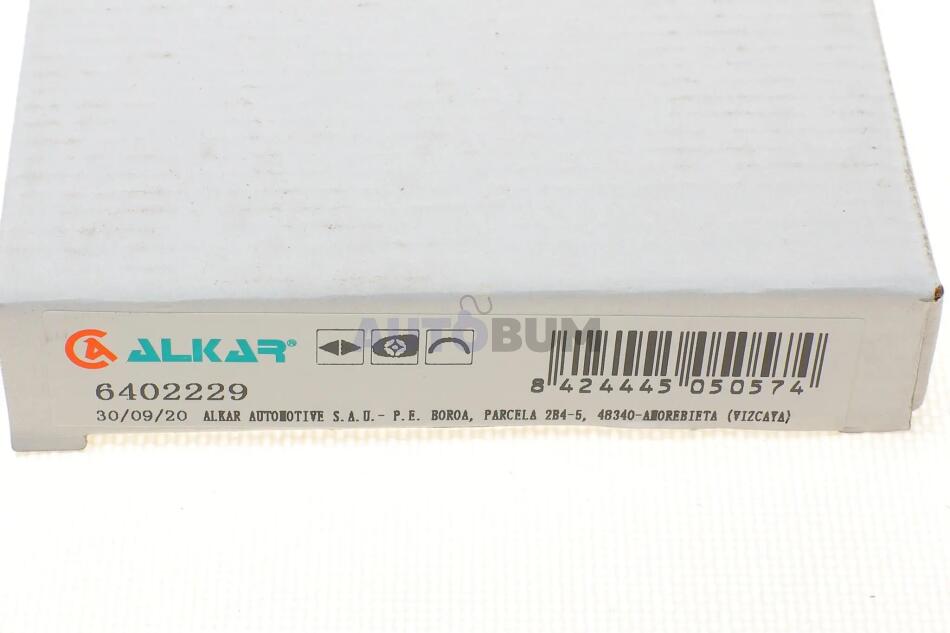 AUTOBUM
ALKAR®
6402229
30/09/20 ALKAR AUTOMOTIVE S.A.U.- P.E. BOROA, PARCELA 2B4-5, 48340-AMOREBIETA (VIZCAYA)
8 424445 050574